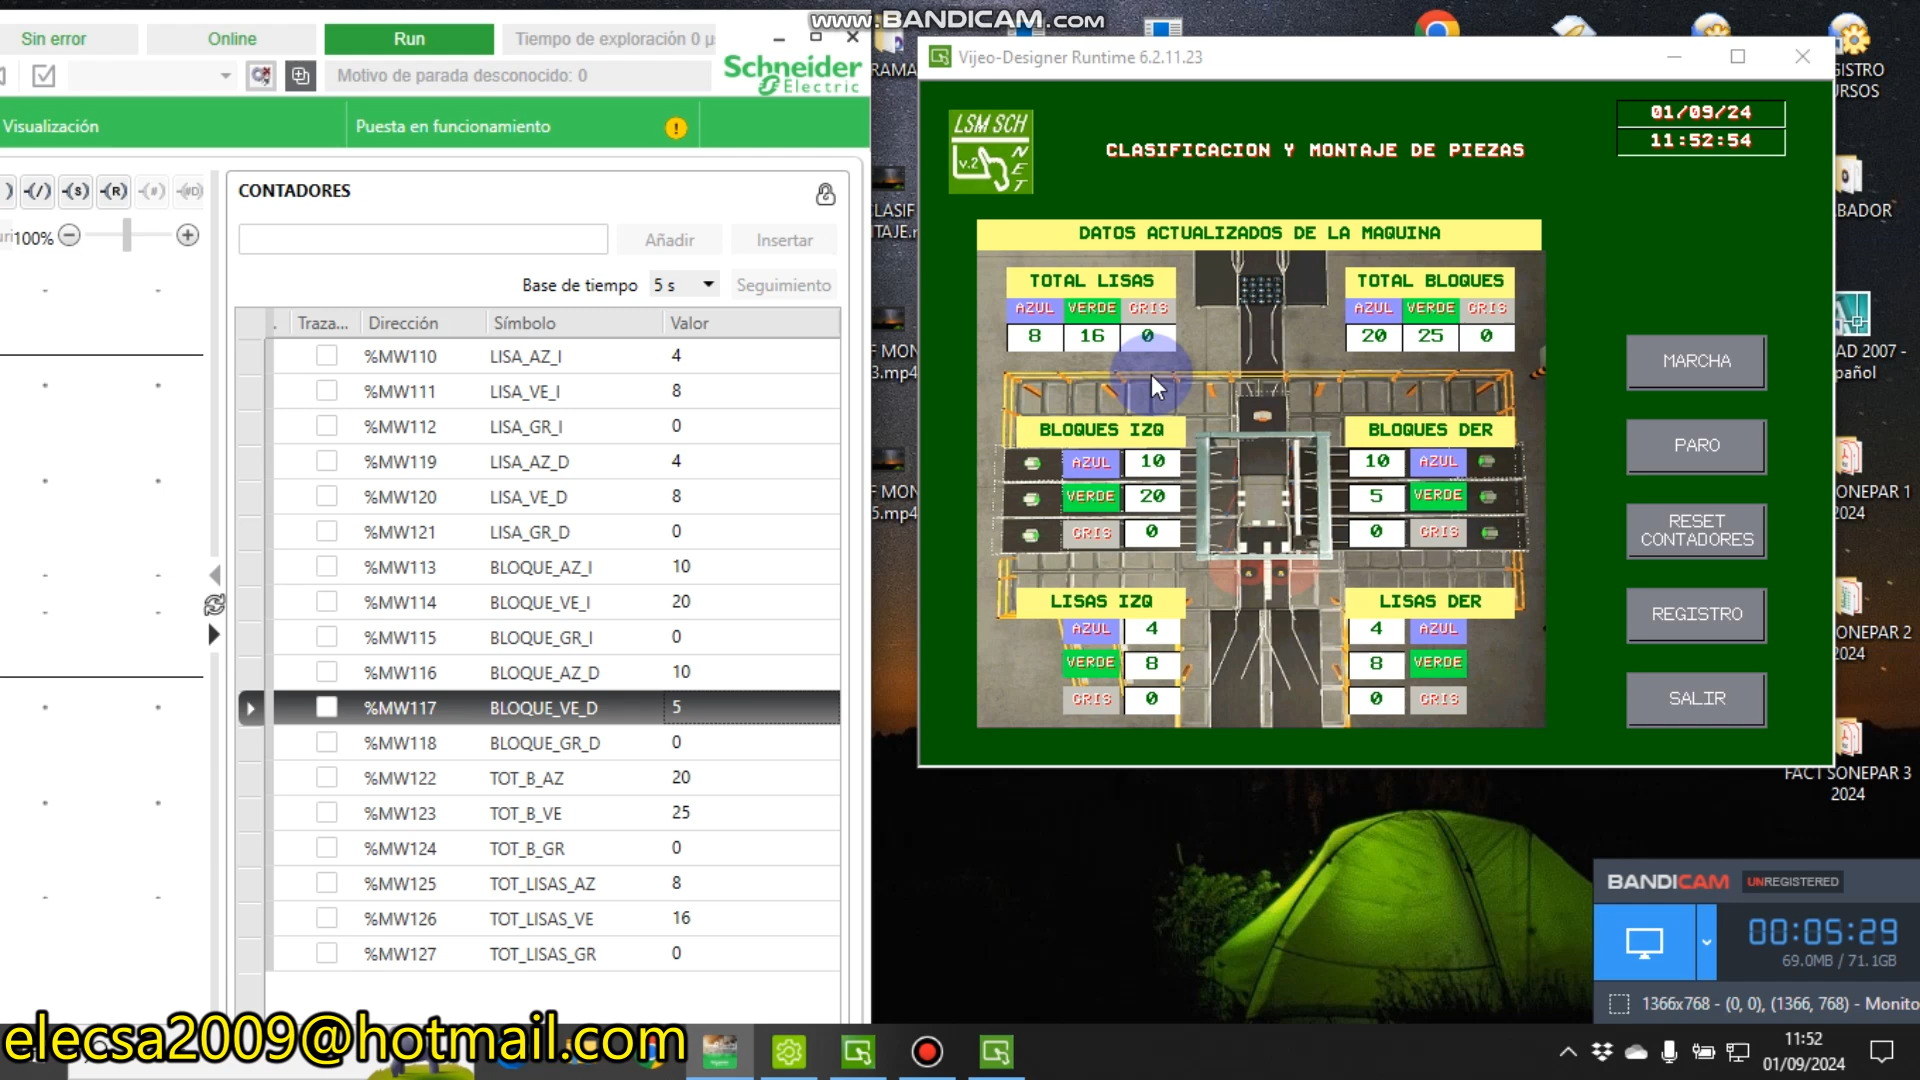 www.BANDICAM.com
Sin error
Online
Run
Tiempo de exploración 0 µ
Motivo de parada desconocido: 0
Schneider
Electric
Visualización
Puesta en funcionamiento
100%
CONTADORES
Añadir
Insertar
Base de tiempo
5 s
Seguimiento
Traza...
Dirección
Símbolo
Valor
%MW110 LISA_AZ_I 4
%MW111 LISA_VE_I 8
%MW112 LISA_GR_I 0
%MW119 LISA_AZ_D 4
%MW120 LISA_VE_D 8
%MW121 LISA_GR_D 0
%MW113 BLOQUE_AZ_I 10
%MW114 BLOQUE_VE_I 20
%MW115 BLOQUE_GR_I 0
%MW116 BLOQUE_AZ_D 10
%MW117 BLOQUE_VE_D 5
%MW118 BLOQUE_GR_D 0
%MW122 TOT_B_AZ 20
%MW123 TOT_B_VE 25
%MW124 TOT_B_GR 0
%MW125 TOT_LISAS_AZ 8
%MW126 TOT_LISAS_VE 16
%MW127 TOT_LISAS_GR 0
Vijeo-Designer Runtime 6.2.11.23
LSM SCH
v.2
NET
CLASIFICACION Y MONTAJE DE PIEZAS
01/09/24
11:52:54
DATOS ACTUALIZADOS DE LA MAQUINA
TOTAL LISAS
AZUL VERDE GRIS
8 16 0
TOTAL BLOQUES
AZUL VERDE GRIS
20 25 0
BLOQUES IZQ
AZUL 10
VERDE 20
GRIS 0
BLOQUES DER
10 AZUL
5 VERDE
0 GRIS
LISAS IZQ
AZUL 4
VERDE 8
GRIS 0
LISAS DER
4 AZUL
8 VERDE
0 GRIS
MARCHA
PARO
RESET
CONTADORES
REGISTRO
SALIR
FACT SONEPAR 3
2024
BANDICAM UNREGISTERED
00:05:29
69.0MB / 71.1GB
1366x768 - (0, 0), (1366, 768) - Monito
elecsa2009@hotmail.com
11:52
01/09/2024